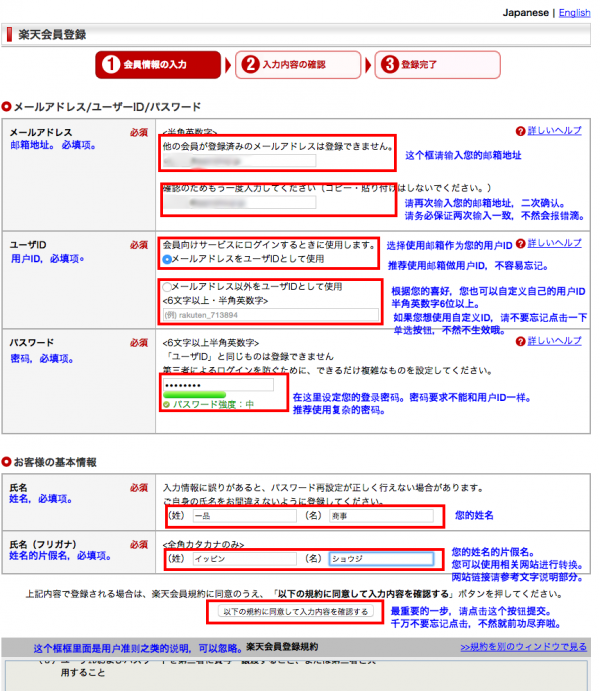 Japanese | English
楽天会員登録
1 会員情報の入力
2 入力内容の確認
3 登録完了
メールアドレス/ユーザーID/パスワード
メールアドレス 必須
邮箱地址。 必填项。
<半角英数字>
詳しいヘルプ
他の会員が登録済みのメールアドレスは登録できません。
这个框请输入您的邮箱地址
確認のためもう一度入力してください（コピー・貼り付けはしないでください。）
请再次输入您的邮箱地址，二次确认。
请务必保证两次输入一致，不然会报错滴。
ユーザID 必須
用户ID，必填项。
会員向けサービスにログインするときに使用します。
选择使用邮箱作为您的用户ID
詳しいヘルプ
メールアドレスをユーザIDとして使用
推荐使用邮箱做用户ID，不容易忘记。
メールアドレス以外をユーザIDとして使用
<6文字以上・半角英数字>
(例) rakuten_713894
根据您的喜好，您也可以自定义自己的用户ID
半角英数字6位以上。
如果您想使用自定义ID，请不要忘记点击一下
单选按钮，不然不生效哦。
パスワード 必須
密码，必填项。
<6文字以上半角英数字>
詳しいヘルプ
「ユーザID」と同じものは登録できません
第三者によるログインを防ぐために、できるだけ複雑なものを設定してください。
••••••••
パスワード強度：中
在这里设定您的登录密码。密码要求不能和用户ID一样。
推荐使用复杂的密码。
お客様の基本情報
氏名 必須
姓名，必填项。
入力情報に誤りがあると、パスワード再設定が正しく行えない場合があります。
ご自身の氏名をお間違えないように登録してください。
（姓） 一品 （名） 商事
您的姓名
氏名（フリガナ） 必須
姓名的片假名，必填项。
<全角カタカナのみ>
（姓） イッピン （名） ショウジ
您的姓名的片假名。
您可以使用相关网站进行转换。
网站链接请参考文字说明部分。
上記内容で登録される場合は、楽天会員規約に同意のうえ、「以下の規約に同意して入力内容を確認する」ボタンを押してください。
以下の規約に同意して入力内容を確認する
最重要的一步，请点击这个按钮提交。
千万不要忘记点击，不然就前功尽弃啦。
这个框框里面是用户准则之类的说明，可以忽略。
楽天会員登録規約
>>規約を別のウィンドウで見る
用すること